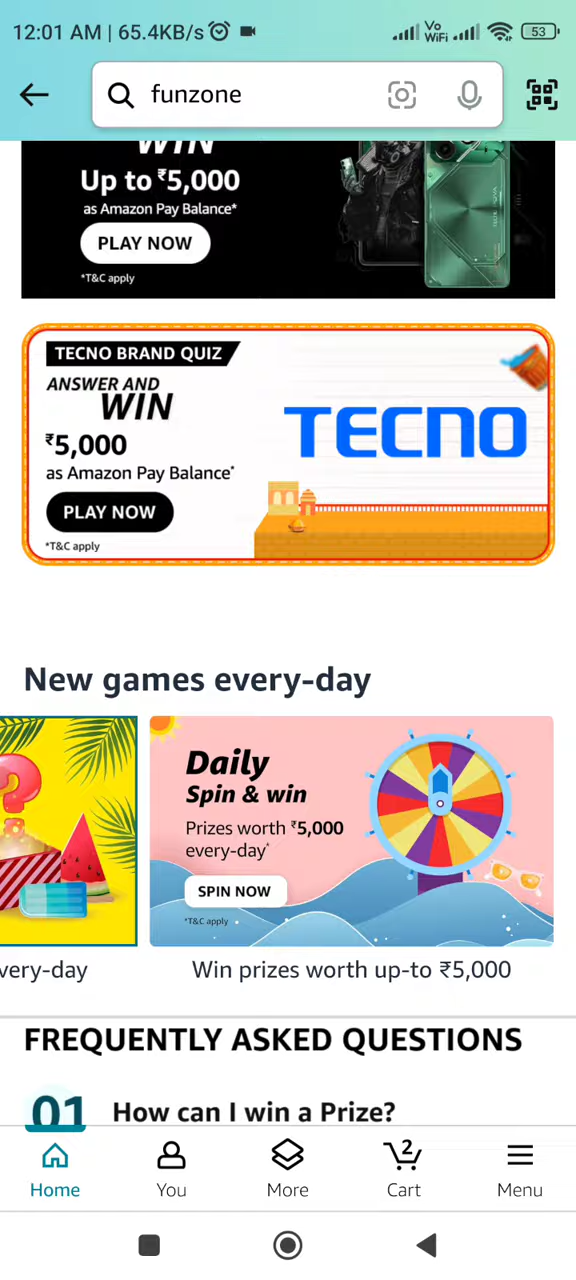 12:01 AM | 65.4KB/s
Vo
WiFi
53
funzone
WIN
Up to ₹5,000
as Amazon Pay Balance*
PLAY NOW
*T&C apply
TECNO BRAND QUIZ
ANSWER AND
WIN
₹5,000
as Amazon Pay Balance*
PLAY NOW
*T&C apply
TECNO
New games every-day
?
Daily
Spin & win
Prizes worth ₹5,000
every-day*
SPIN NOW
*T&C apply
very-day
Win prizes worth up-to ₹5,000
FREQUENTLY ASKED QUESTIONS
01 How can I win a Prize?
2
Home You More Cart Menu